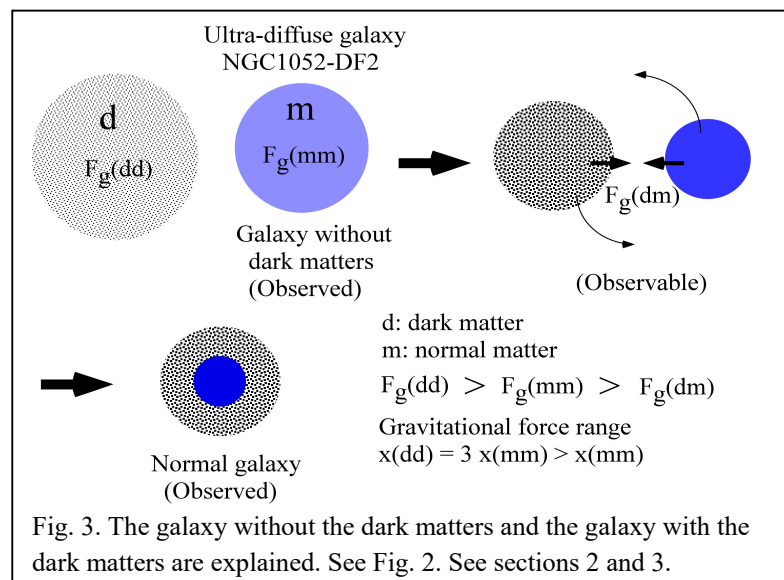 Ultra-diffuse galaxy
NGC1052-DF2
d
Fg(dd)
m
Fg(mm)
Fg(dm)
Galaxy without
dark matters
(Observed)
(Observable)
d: dark matter
m: normal matter
Fg(dd) > Fg(mm) > Fg(dm)
Gravitational force range
x(dd) = 3 x(mm) > x(mm)
Normal galaxy
(Observed)
Fig. 3. The galaxy without the dark matters and the galaxy with the
dark matters are explained. See Fig. 2. See sections 2 and 3.